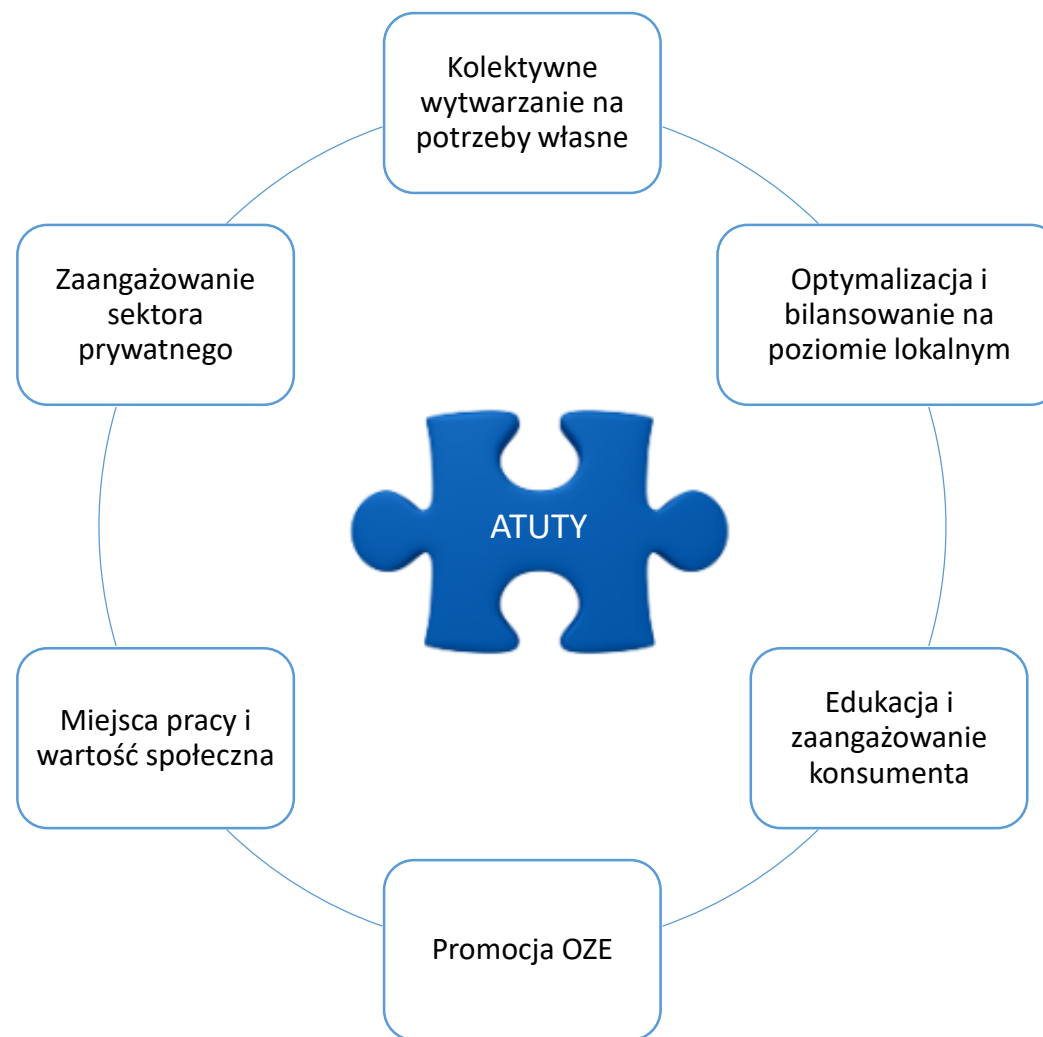 Kolektywne
wytwarzanie na
potrzeby własne
Optymalizacja i
bilansowanie na
poziomie lokalnym
Edukacja i
zaangażowanie
konsumenta
Promocja OZE
Miejsca pracy i
wartość społeczna
Zaangażowanie
sektora
prywatnego
ATUTY